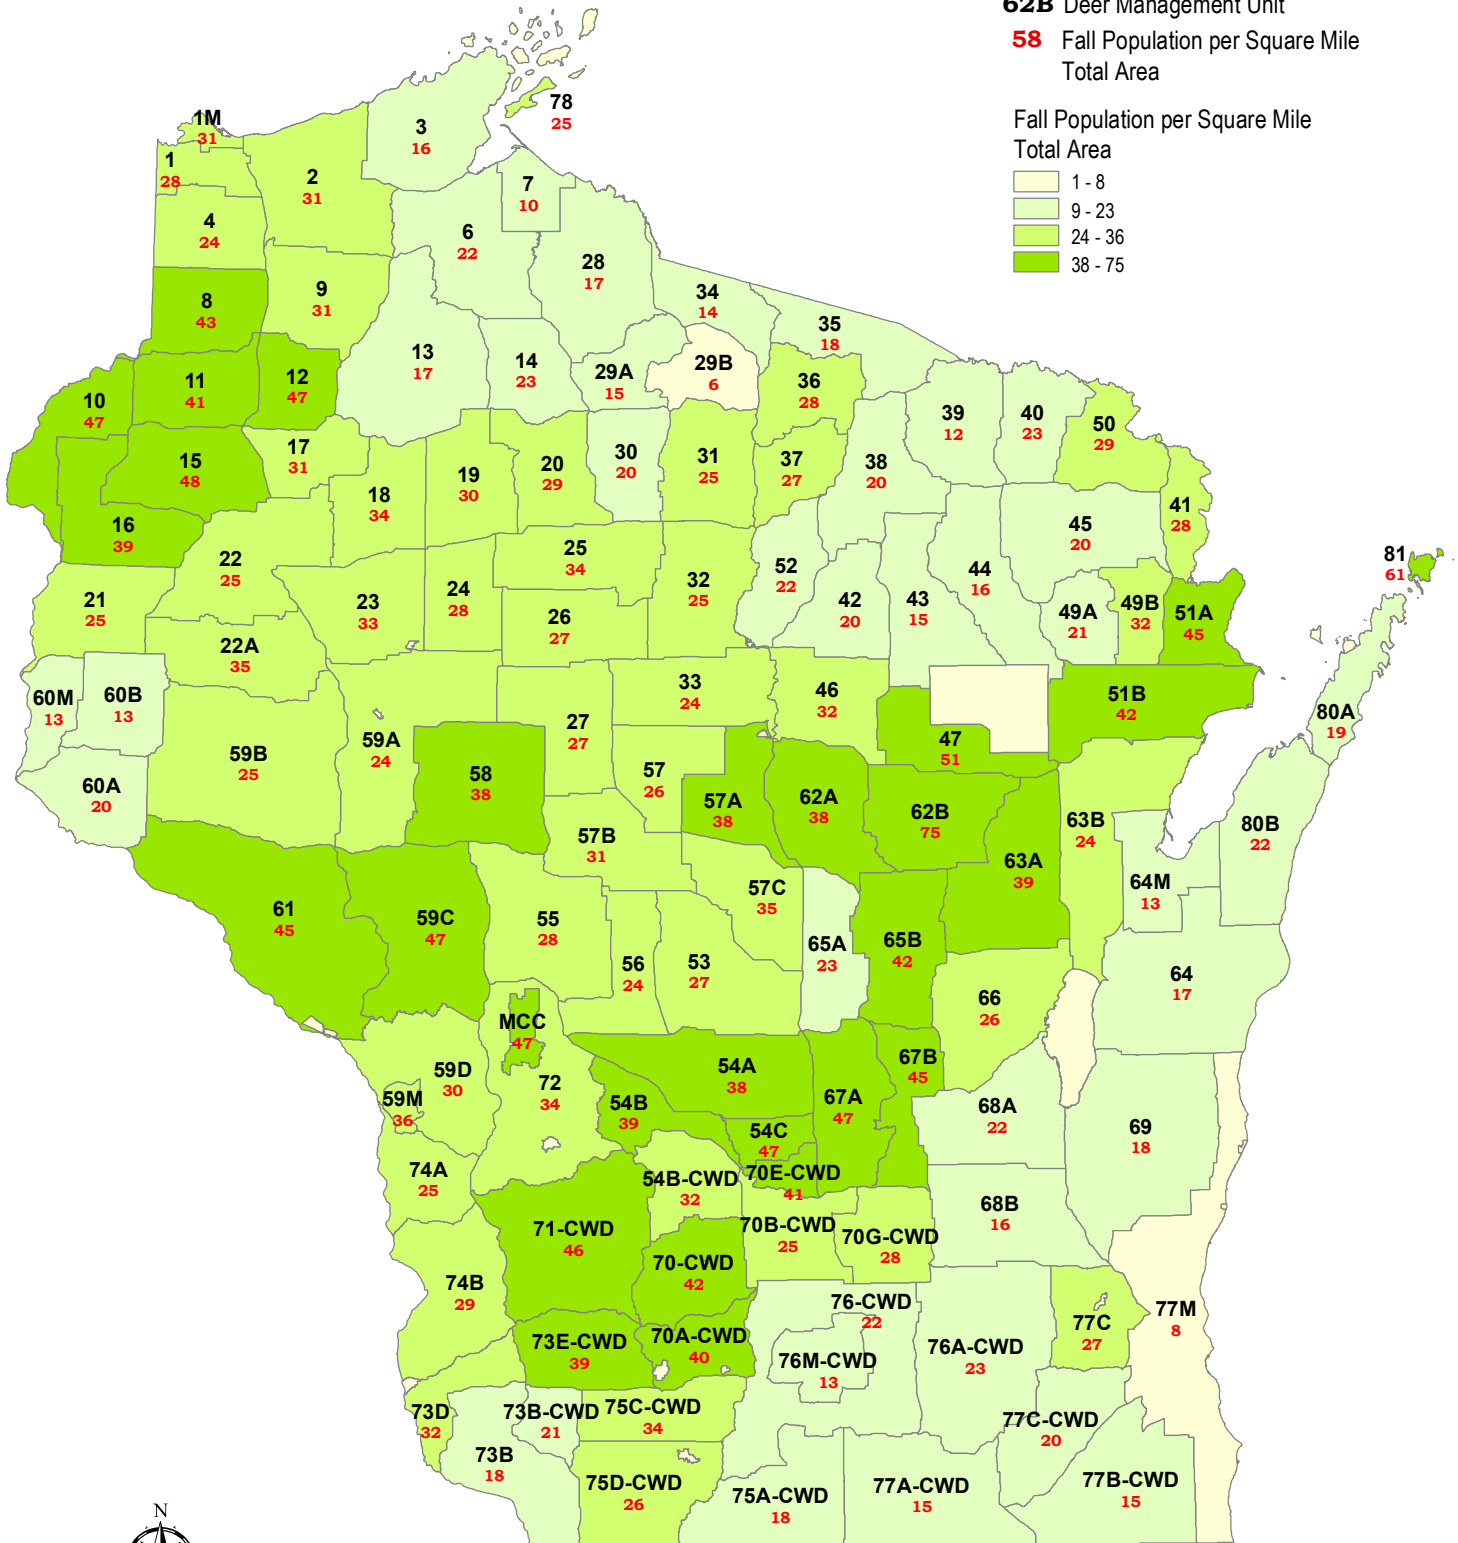 62B Deer Management Unit
58 Fall Population per Square Mile
Total Area
Fall Population per Square Mile
Total Area
1 - 8
9 - 23
24 - 36
38 - 75
78
25
1M
31
3
16
1
28
2
31
7
10
4
24
6
22
28
17
9
31
8
43
34
14
35
18
13
17
14
23
29A
15
29B
6
36
28
12
47
11
41
10
47
39
12
40
23
50
29
17
31
15
48
18
34
19
30
20
29
30
20
31
25
37
27
38
20
16
39
41
28
45
20
22
25
25
34
52
22
44
16
81
61
21
25
23
33
24
28
32
25
26
27
42
20
43
15
49A
21
49B
32
51A
45
22A
35
60M
13
60B
13
33
24
46
32
51B
42
80A
19
27
27
59A
24
59B
25
47
51
60A
20
58
38
57
26
57A
38
62A
38
62B
75
63B
24
80B
22
57B
31
63A
39
57C
35
64M
13
61
45
59C
47
55
28
65A
23
65B
42
56
24
53
27
64
17
66
26
MCC
47
59D
30
72
34
54A
38
67B
45
59M
36
54B
39
67A
47
68A
22
69
18
54C
47
74A
25
54B-CWD
32
70E-CWD
41
68B
16
71-CWD
46
70B-CWD
25
70G-CWD
28
70-CWD
42
74B
29
76-CWD
22
77M
8
77C
27
73E-CWD
39
70A-CWD
40
76M-CWD
13
76A-CWD
23
73D
32
73B-CWD
21
75C-CWD
34
77C-CWD
20
73B
18
75D-CWD
26
75A-CWD
18
77A-CWD
15
77B-CWD
15
N